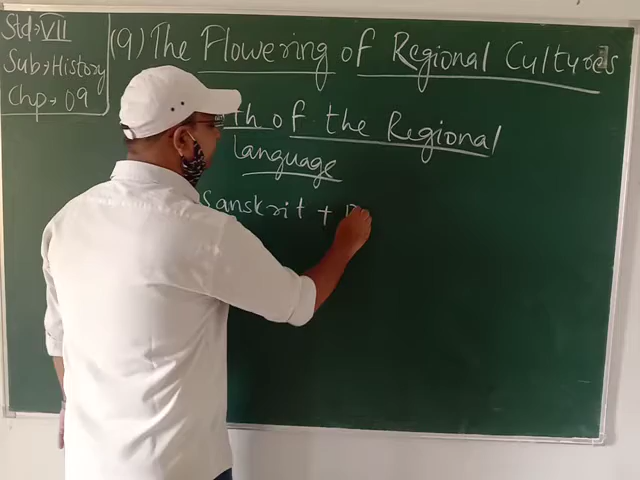 Std→VII
Sub→History
Chp→09
(9) The Flowering of Regional Cultures
th of the Regional
language
Sanskrit +